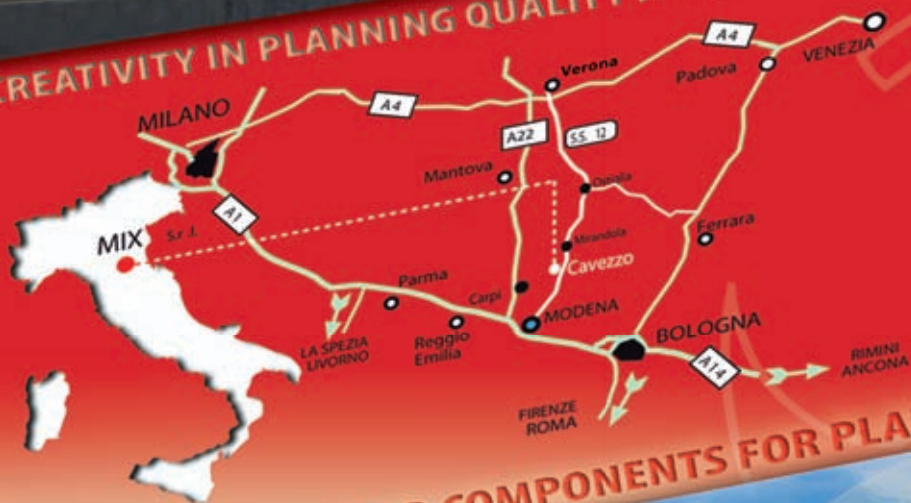 CREATIVITY IN PLANNING QUALITY
A4
VENEZIA
Padova
Verona
MILANO
A4
A22
S.S. 12
Mantova
Ostiglia
A1
S.r.l.
MIX
Ferrara
Mirandola
Cavezzo
Parma
Carpi
MODENA
Reggio
Emilia
BOLOGNA
LA SPEZIA
LIVORNO
A14
RIMINI
ANCONA
FIRENZE
ROMA
COMPONENTS FOR PLA